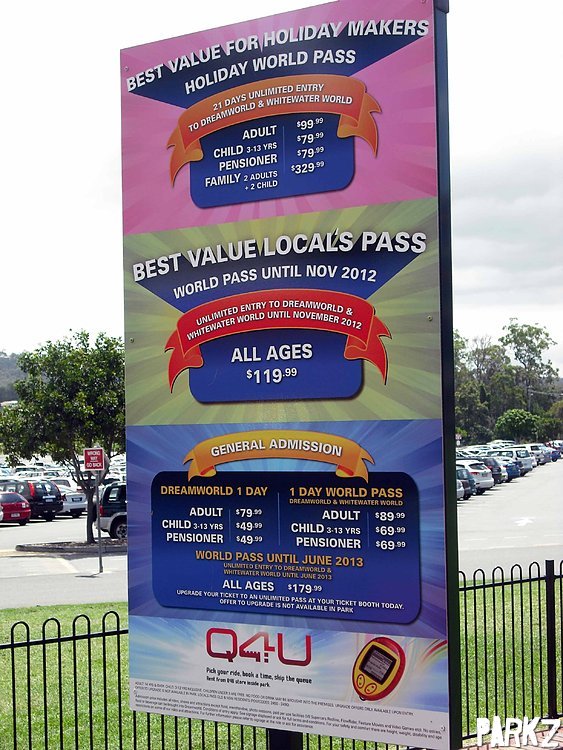 BEST VALUE FOR HOLIDAY MAKERS
HOLIDAY WORLD PASS
21 DAYS UNLIMITED ENTRY
TO DREAMWORLD & WHITEWATER WORLD
ADULT $99.99
CHILD 3-13 YRS $79.99
PENSIONER $79.99
FAMILY 2 ADULTS + 2 CHILD $329.99
BEST VALUE LOCAL'S PASS
WORLD PASS UNTIL NOV 2012
UNLIMITED ENTRY TO DREAMWORLD &
WHITEWATER WORLD UNTIL NOVEMBER 2012
ALL AGES
$119.99
GENERAL ADMISSION
DREAMWORLD 1 DAY
ADULT $79.99
CHILD 3-13 YRS $49.99
PENSIONER $49.99
1 DAY WORLD PASS
DREAMWORLD & WHITEWATER WORLD
ADULT $89.99
CHILD 3-13 YRS $69.99
PENSIONER $69.99
WORLD PASS UNTIL JUNE 2013
UNLIMITED ENTRY TO DREAMWORLD &
WHITEWATER WORLD UNTIL JUNE 2013
ALL AGES $179.99
UPGRADE YOUR TICKET TO AN UNLIMITED PASS AT YOUR TICKET BOOTH TODAY.
OFFER TO UPGRADE IS NOT AVAILABLE IN PARK
Q4U
Pick your ride, book a time, skip the queue
Rent from Q4U store inside park.
WRONG
WAY
GO BACK
PARKZ